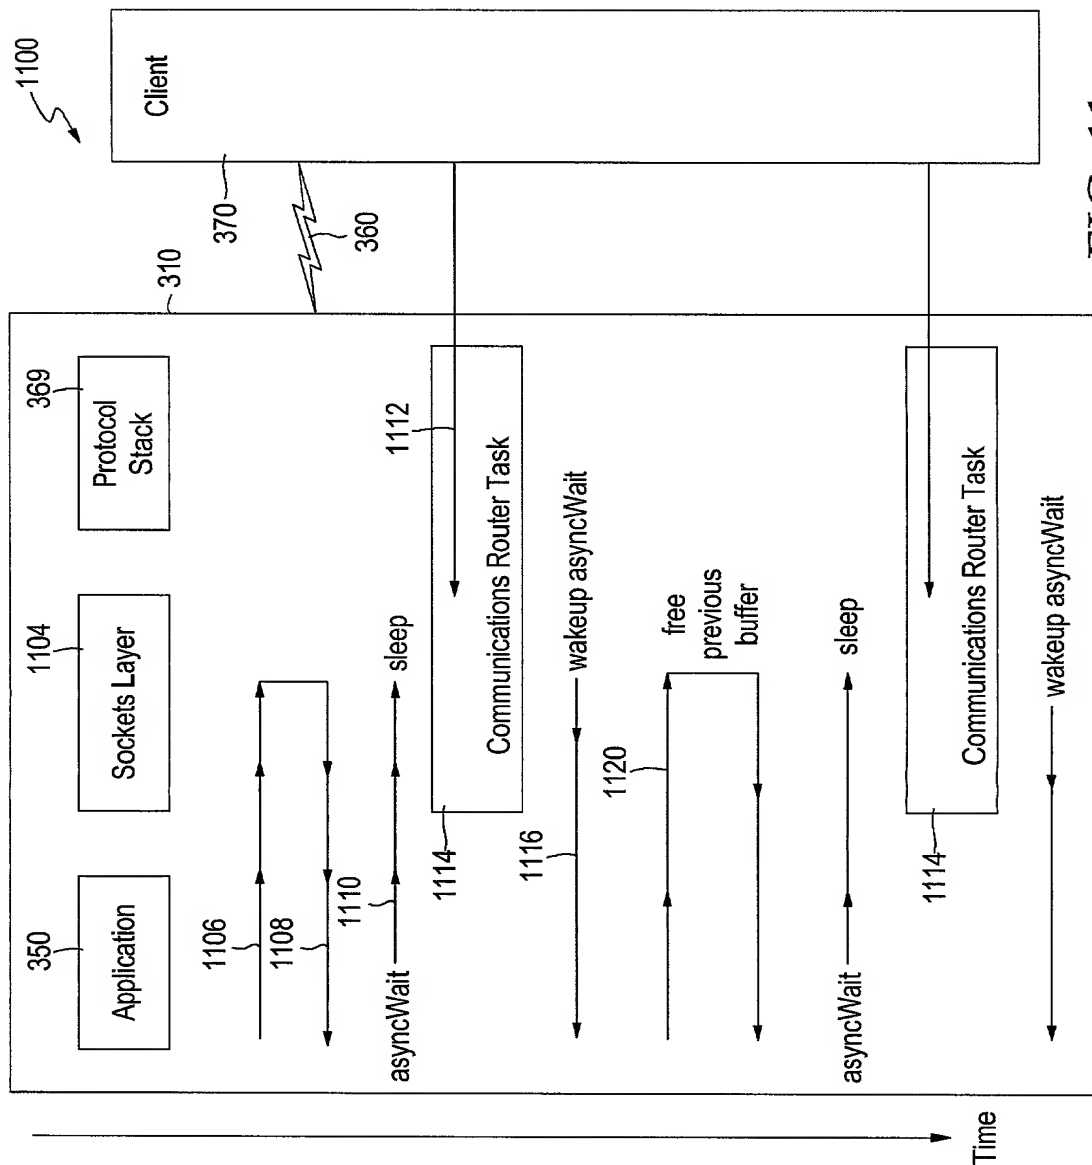 1100
Client
370
360
310
369
Protocol
Stack
1104
Sockets Layer
350
Application
1106
1108
1110
asyncWait
sleep
1112
1114
Communications Router Task
1116
wakeup asyncWait
1120
free
previous
buffer
asyncWait
sleep
1114
Communications Router Task
wakeup asyncWait
Time
FIG. 11